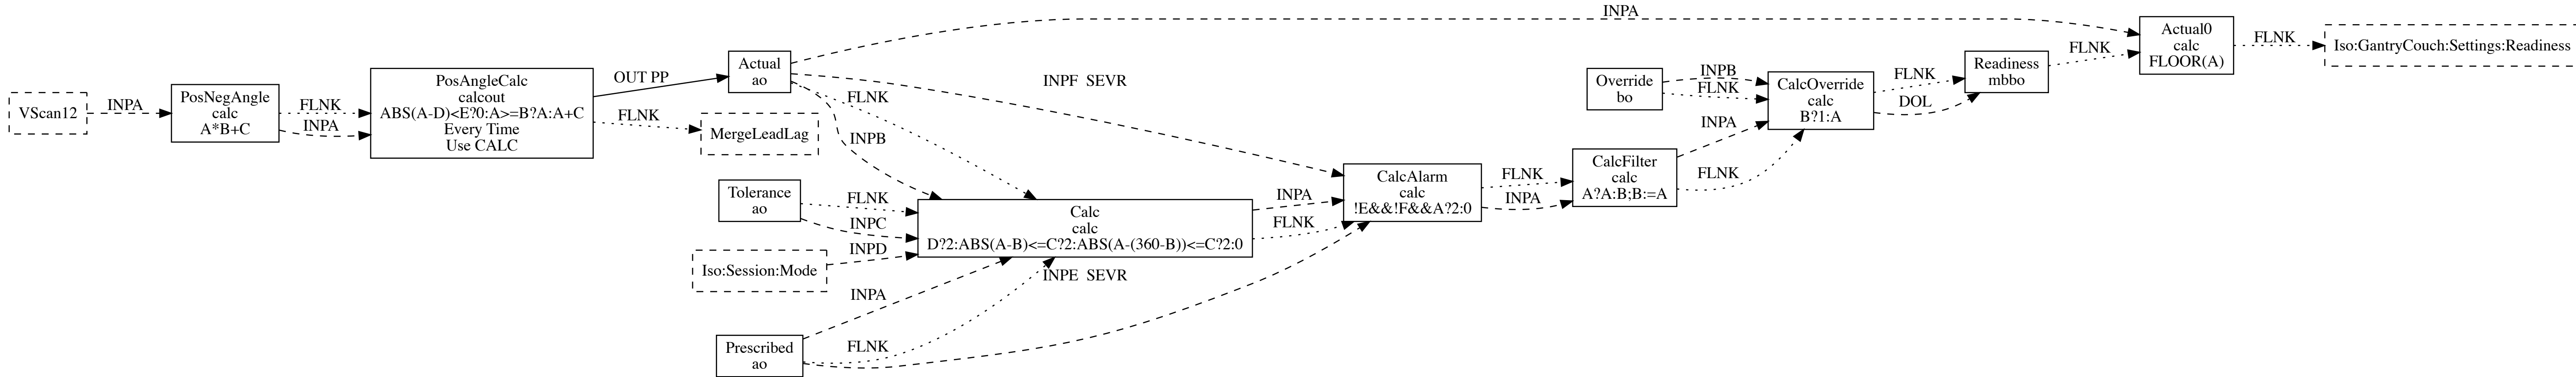 INPA
Actual0
calc
FLOOR(A)
FLNK
Iso:GantryCouch:Settings:Readiness
VScan12
INPA
PosNegAngle
calc
A*B+C
FLNK
INPA
PosAngleCalc
calcout
ABS(A-D)<E?0:A>=B?A:A+C
Every Time
Use CALC
OUT PP
FLNK
Actual
ao
MergeLeadLag
FLNK
INPB
INPF  SEVR
Tolerance
ao
FLNK
INPC
Iso:Session:Mode
INPD
Prescribed
ao
INPA
FLNK
INPE  SEVR
Calc
calc
D?2:ABS(A-B)<=C?2:ABS(A-(360-B))<=C?2:0
INPA
FLNK
CalcAlarm
calc
!E&&!F&&A?2:0
FLNK
INPA
CalcFilter
calc
A?A:B;B:=A
INPA
FLNK
Override
bo
INPB
FLNK
CalcOverride
calc
B?1:A
FLNK
DOL
Readiness
mbbo
FLNK